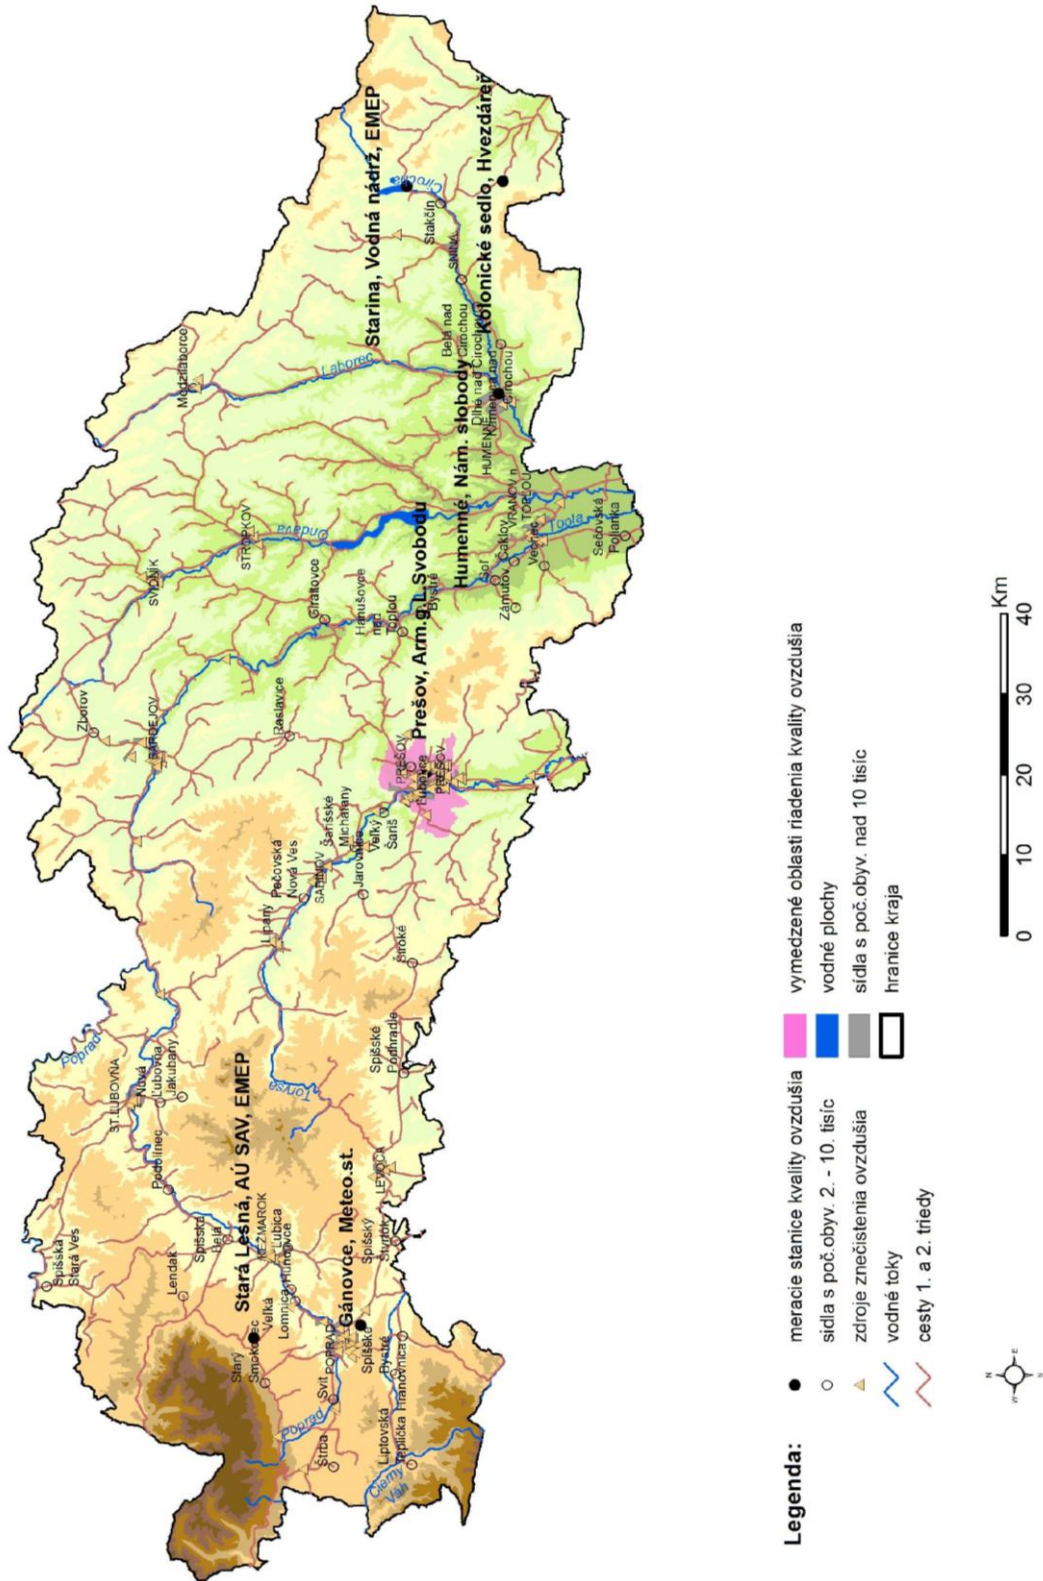 Spišská
Stará Ves
Lendak
Spišská
Belá
Podolínec
ST.ĽUBOVŇA
Nová
Ľubovňa
Jakubany
Poprad
Zborov
BARDEJOV
SVIDNÍK
STROPKOV
Medzilaborce
Laborec
Ondava
Starina, Vodná nádrž, EMEP
Cirocha
Stakčín
SNINA
Kolonické sedlo, Hvezdáreň
Belá nad
Cirochou
Dlhé nad Cirochou
Kamenica nad
Cirochou
HUMENNÉ
Humenné, Nám. slobody
Giraltovce
Hanušovce
nad
Topľou
Bystré
Raslavice
Prešov, Arm.g.L.Svobodu
PREŠOV
Ľubotice
PREŠOV
Soľ
Čaklov
VRANOV n
TOPĽOU
Zámutov
Vechec
Topľa
Sečovská
Polianka
Pečovská
Nová Ves
Lipany
SABINOV
Šarišské
Michaľany
Jarovnice
Veľký
Šariš
Široké
Spišské
Podhradie
Torysa
Stará Lesná, AÚ SAV, EMEP
KEŽMAROK
Ľubica
Huncovce
Veľká
Lomnica
Starý
Smokovec
Gánovce, Meteo.st.
LEVOČA
Spišský
Štvrtok
POPRAD
Svit
Spišské
Bystré
Hranovnica
Poprad
Štrba
Liptovská
Teplička
Čierny
Váh
Legenda:
meracie stanice kvality ovzdušia
sídla s poč.obyv. 2. - 10. tisíc
zdroje znečistenia ovzdušia
vodné toky
cesty 1. a 2. triedy
vymedzené oblasti riadenia kvality ovzdušia
vodné plochy
sídla s poč.obyv. nad 10 tisíc
hranice kraja
N
W
E
S
0
10
20
30
40
Km